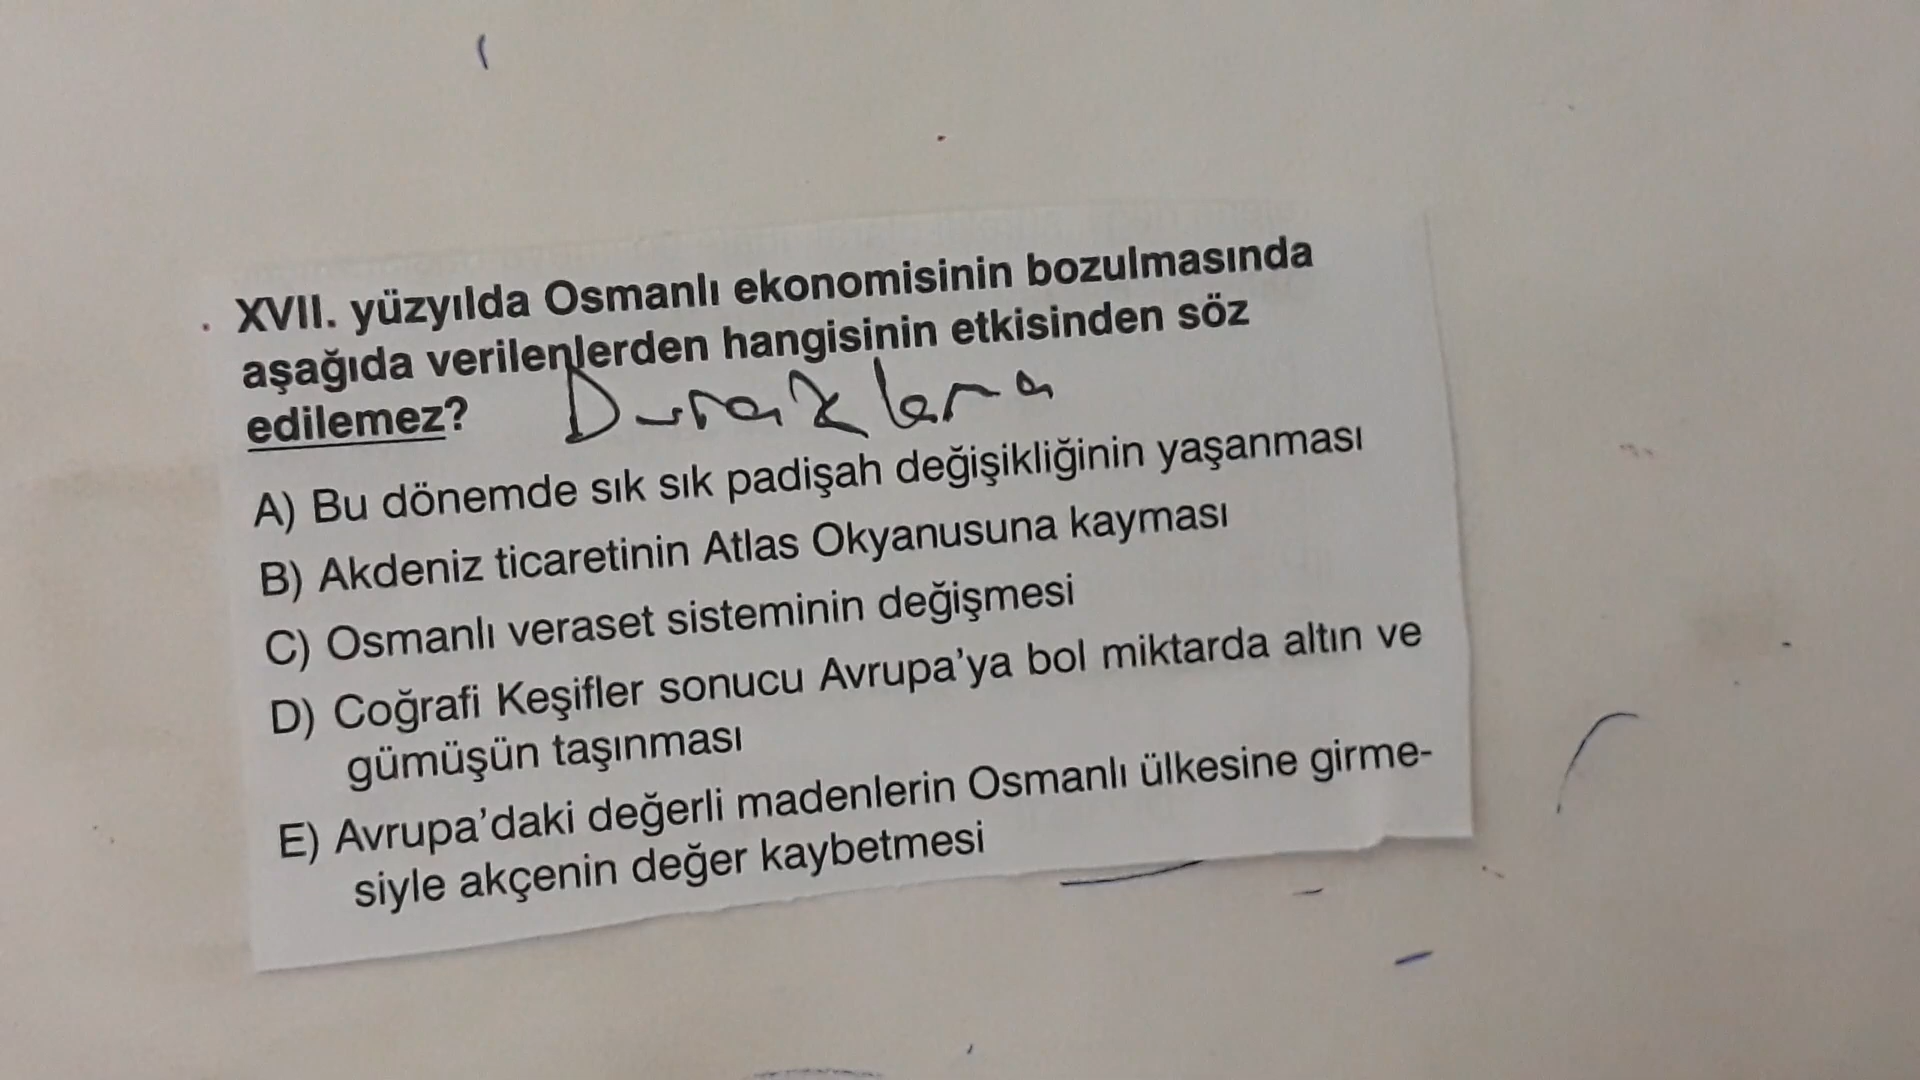 XVII. yüzyılda Osmanlı ekonomisinin bozulmasında
aşağıda verilenlerden hangisinin etkisinden söz
edilemez?
Duraklama
A) Bu dönemde sık sık padişah değişikliğinin yaşanması
B) Akdeniz ticaretinin Atlas Okyanusuna kayması
C) Osmanlı veraset sisteminin değişmesi
D) Coğrafi Keşifler sonucu Avrupa'ya bol miktarda altın ve
gümüşün taşınması
E) Avrupa'daki değerli madenlerin Osmanlı ülkesine girme-
siyle akçenin değer kaybetmesi